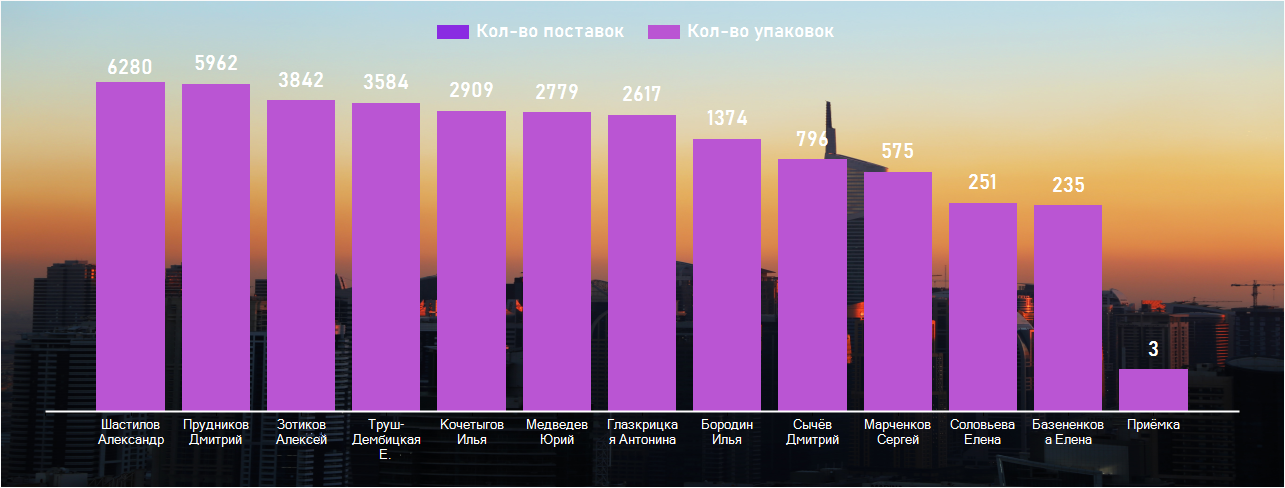 Кол-во поставок Кол-во упаковок
6280 5962 3842 3584 2909 2779 2617 1374 796 575 251 235 3
Шастилов Прудников Зотиков Труш- Кочетыгов Медведев Глазкрицка Бородин Сычёв Марченков Соловьева Базененков Приёмка
Александр Дмитрий Алексей Дембицкая Илья Юрий я Антонина Илья Дмитрий Сергей Елена а Елена
Е.